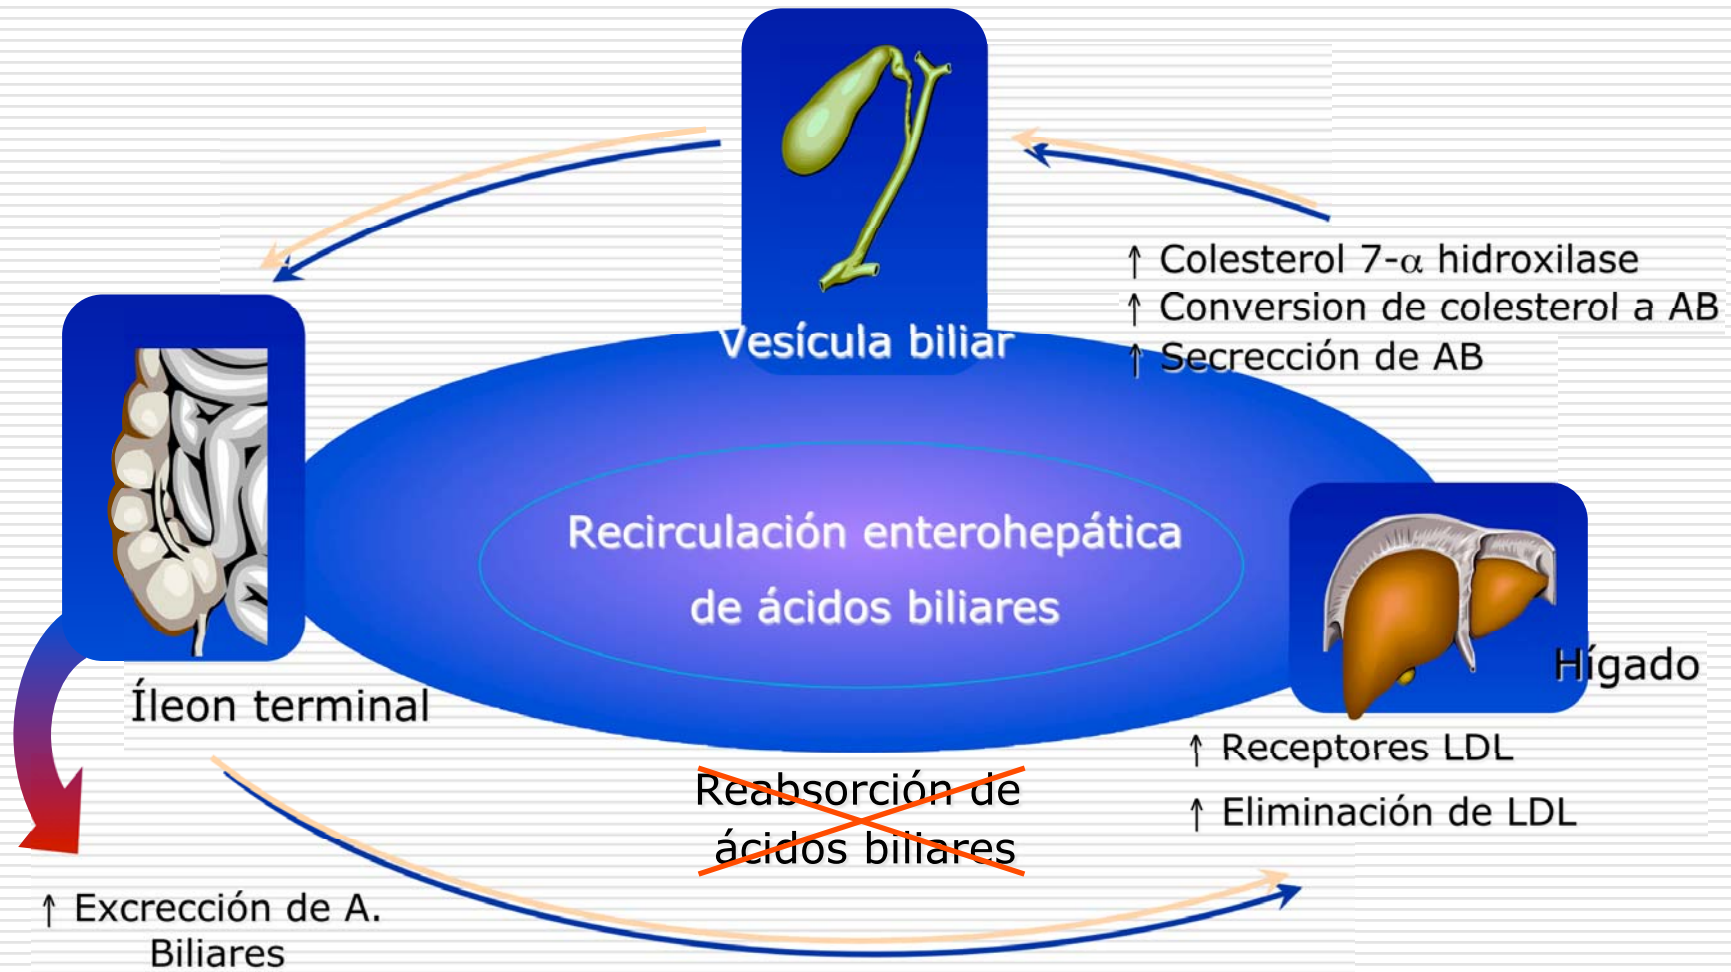 Vesícula biliar
↑ Colesterol 7-α hidroxilase
↑ Conversion de colesterol a AB
↑ Secrección de AB
Recirculación enterohepática
de ácidos biliares
Hígado
↑ Receptores LDL
↑ Eliminación de LDL
Íleon terminal
Reabsorción de
ácidos biliares
↑ Excrección de A.
Biliares